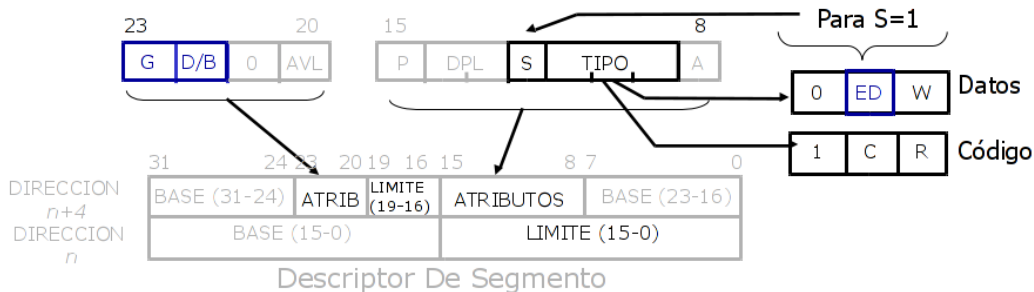 Para S=1
23 20 15 8
G D/B 0 AVL P DPL S TIPO A
0 ED W Datos
1 C R Código
31 24 23 20 19 16 15 8 7 0
DIRECCION n+4 BASE (31-24) ATRIB LIMITE (19-16) ATRIBUTOS BASE (23-16)
DIRECCION n BASE (15-0) LIMITE (15-0)
Descriptor De Segmento